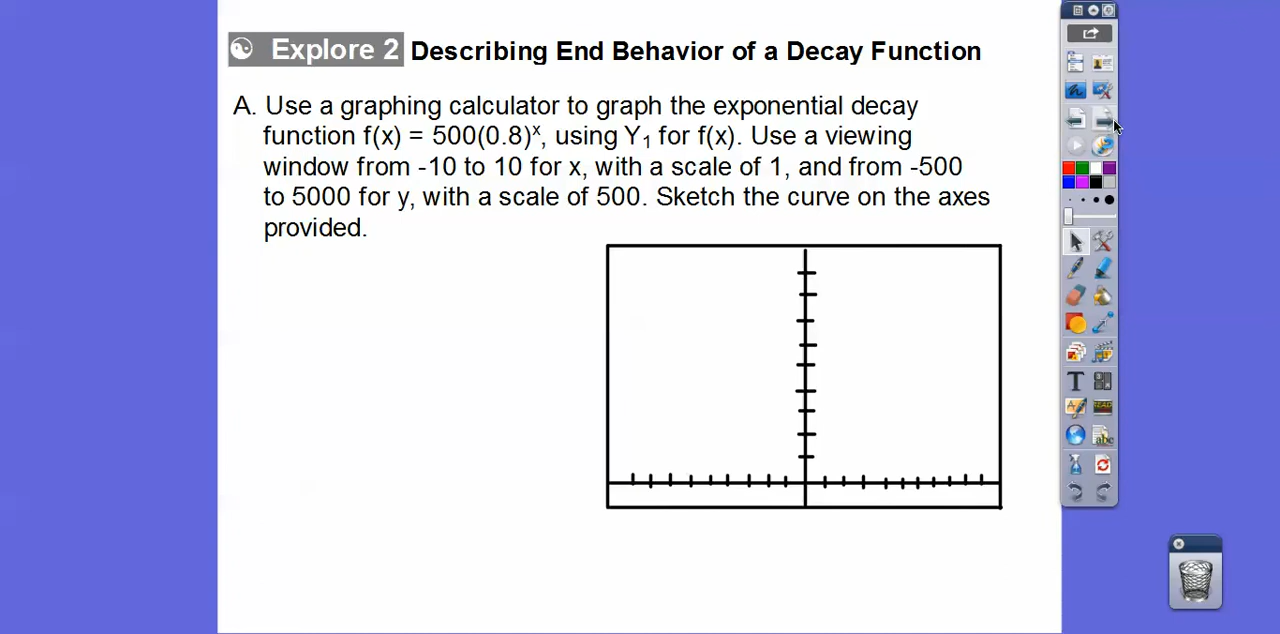 Explore 2 Describing End Behavior of a Decay Function
A. Use a graphing calculator to graph the exponential decay
function f(x) = 500(0.8)ˣ, using Y₁ for f(x). Use a viewing
window from -10 to 10 for x, with a scale of 1, and from -500
to 5000 for y, with a scale of 500. Sketch the curve on the axes
provided.
T
abc